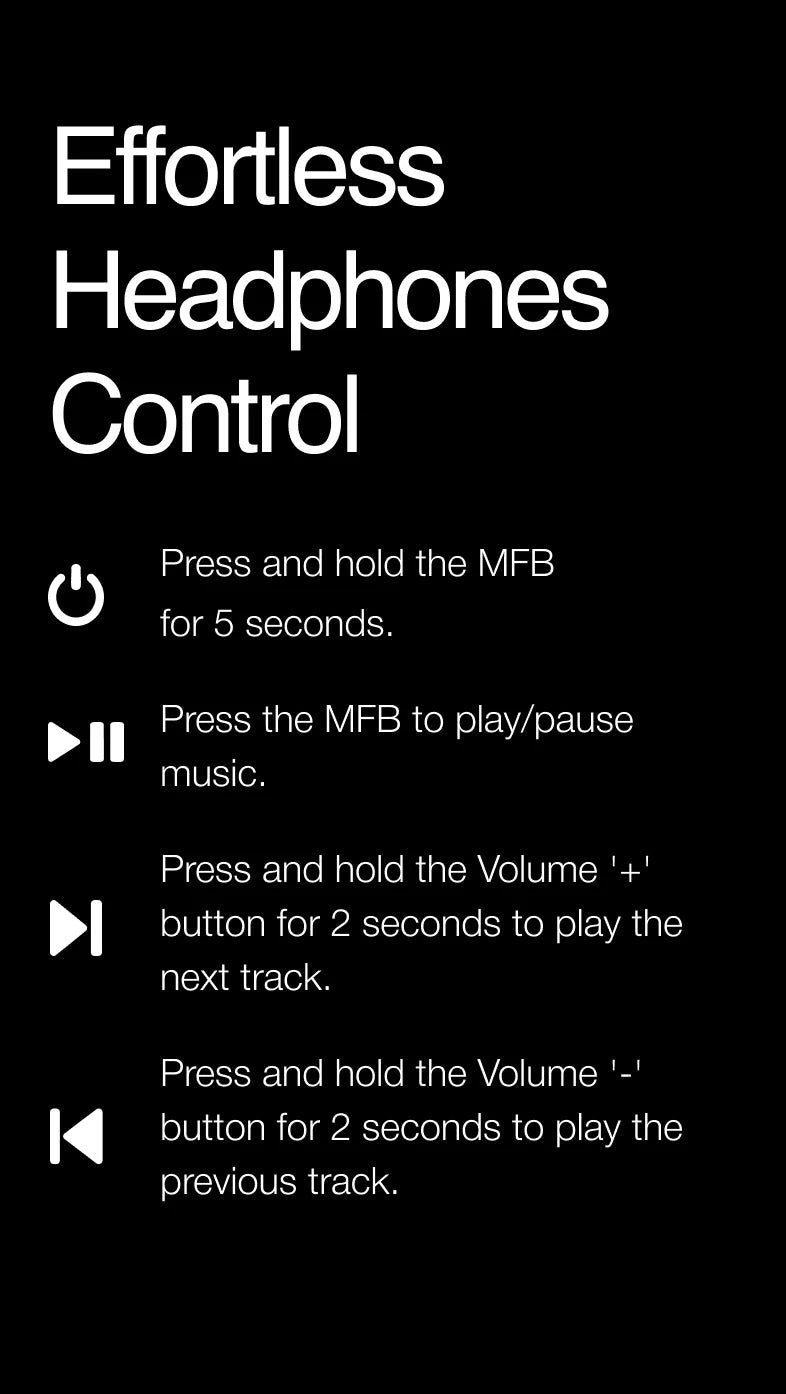 Effortless
Headphones
Control
Press and hold the MFB
for 5 seconds.
Press the MFB to play/pause
music.
Press and hold the Volume '+'
button for 2 seconds to play the
next track.
Press and hold the Volume '-'
button for 2 seconds to play the
previous track.